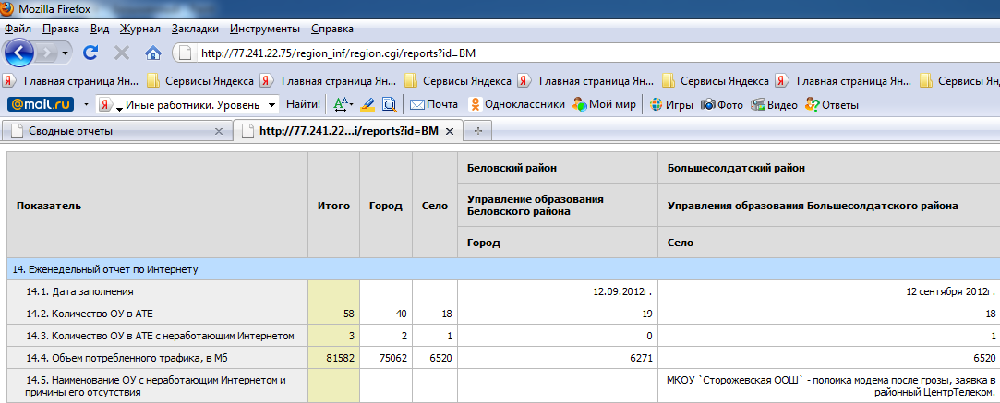 Mozilla Firefox
Файл Правка Вид Журнал Закладки Инструменты Справка
http://77.241.22.75/region_inf/region.cgi/reports?id=BM
Главная страница Ян... Сервисы Яндекса Главная страница Ян... Сервисы Яндекса Главная страница Ян... Сервисы Яндекса Главная страница Ян... Серви
@mail.ru Иные работники. Уровень Найти! Почта Одноклассники Мой мир Игры Фото Видео Ответы
Сводные отчеты http://77.241.22...i/reports?id=BM
Беловский район Большесолдатский район
Показатель Итого Город Село Управление образования Беловского района Управления образования Большесолдатского района
Город Село
14. Еженедельный отчет по Интернету
14.1. Дата заполнения 12.09.2012г. 12 сентября 2012г.
14.2. Количество ОУ в АТЕ 58 40 18 19 18
14.3. Количество ОУ в АТЕ с неработающим Интернетом 3 2 1 0 1
14.4. Объем потребленного трафика, в Мб 81582 75062 6520 6271 6520
14.5. Наименование ОУ с неработающим Интернетом и МКОУ `Сторожевская ООШ` - поломка модема после грозы, заявка в
причины его отсутствия районный ЦентрТелеком.